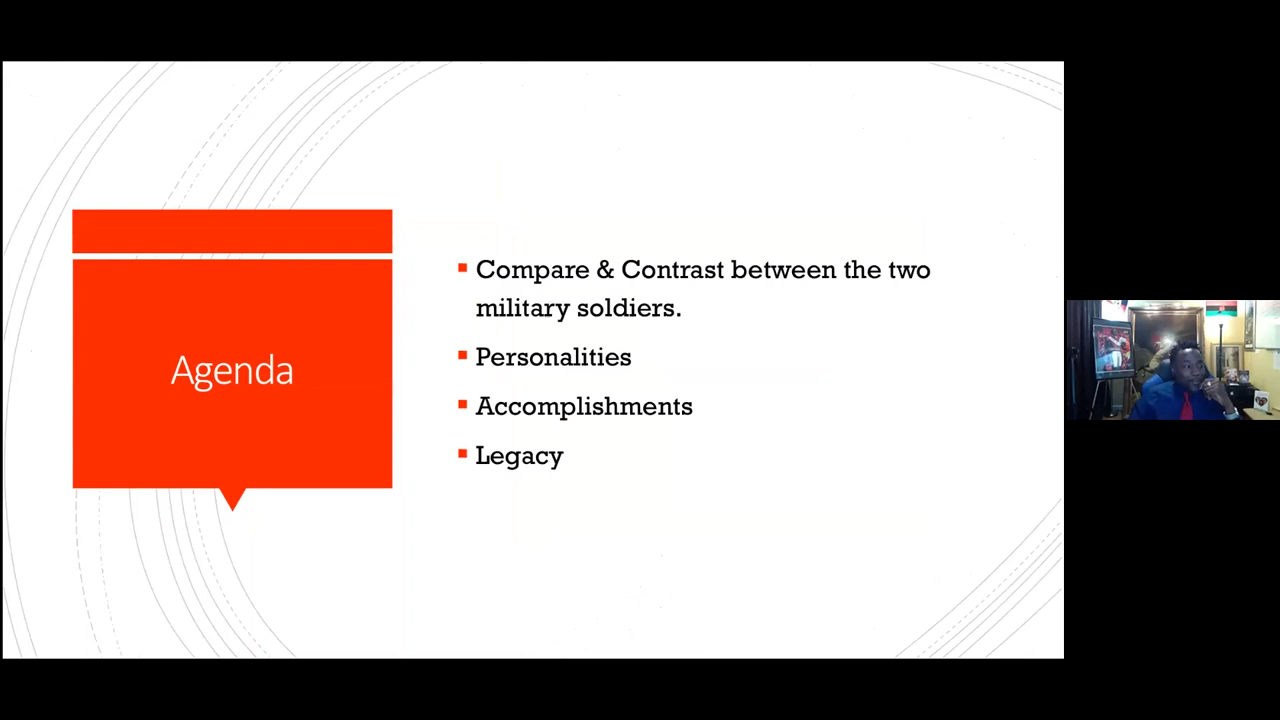 Agenda
Compare & Contrast between the two
military soldiers.
Personalities
Accomplishments
Legacy